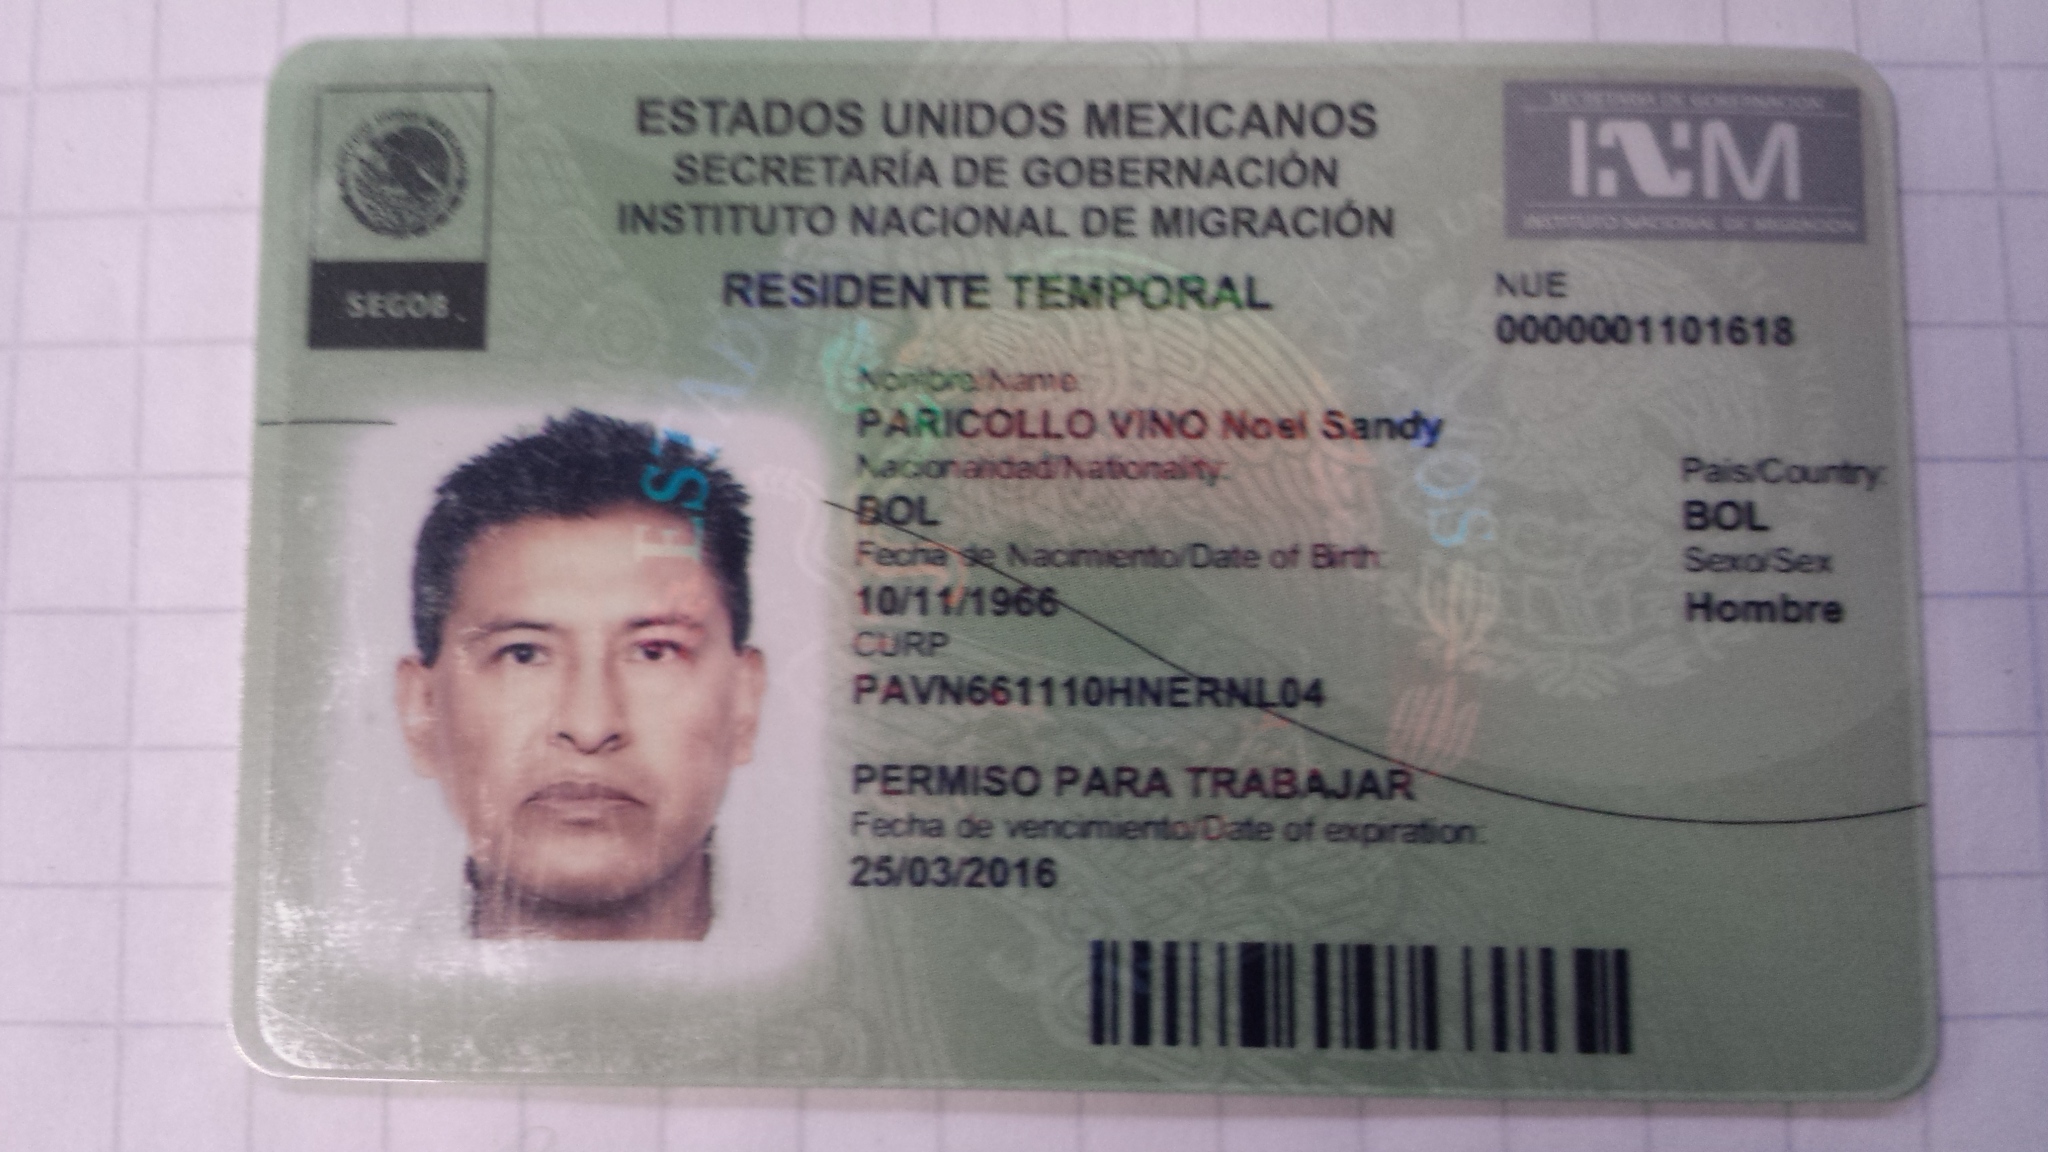 ESTADOS UNIDOS MEXICANOS
SECRETARÍA DE GOBERNACIÓN
INSTITUTO NACIONAL DE MIGRACIÓN
SECRETARIA DE GOBERNACION
INM
INSTITUTO NACIONAL DE MIGRACION
SEGOB
RESIDENTE TEMPORAL
NUE
0000001101618
Nombre/Name
PARICOLLO VINO Noel Sandy
Nacionalidad/Nationality:
País/Country:
BOL
BOL
Fecha de Nacimiento/Date of Birth:
Sexo/Sex
10/11/1966
Hombre
CURP
PAVN661110HNERNL04
PERMISO PARA TRABAJAR
Fecha de vencimiento/Date of expiration:
25/03/2016